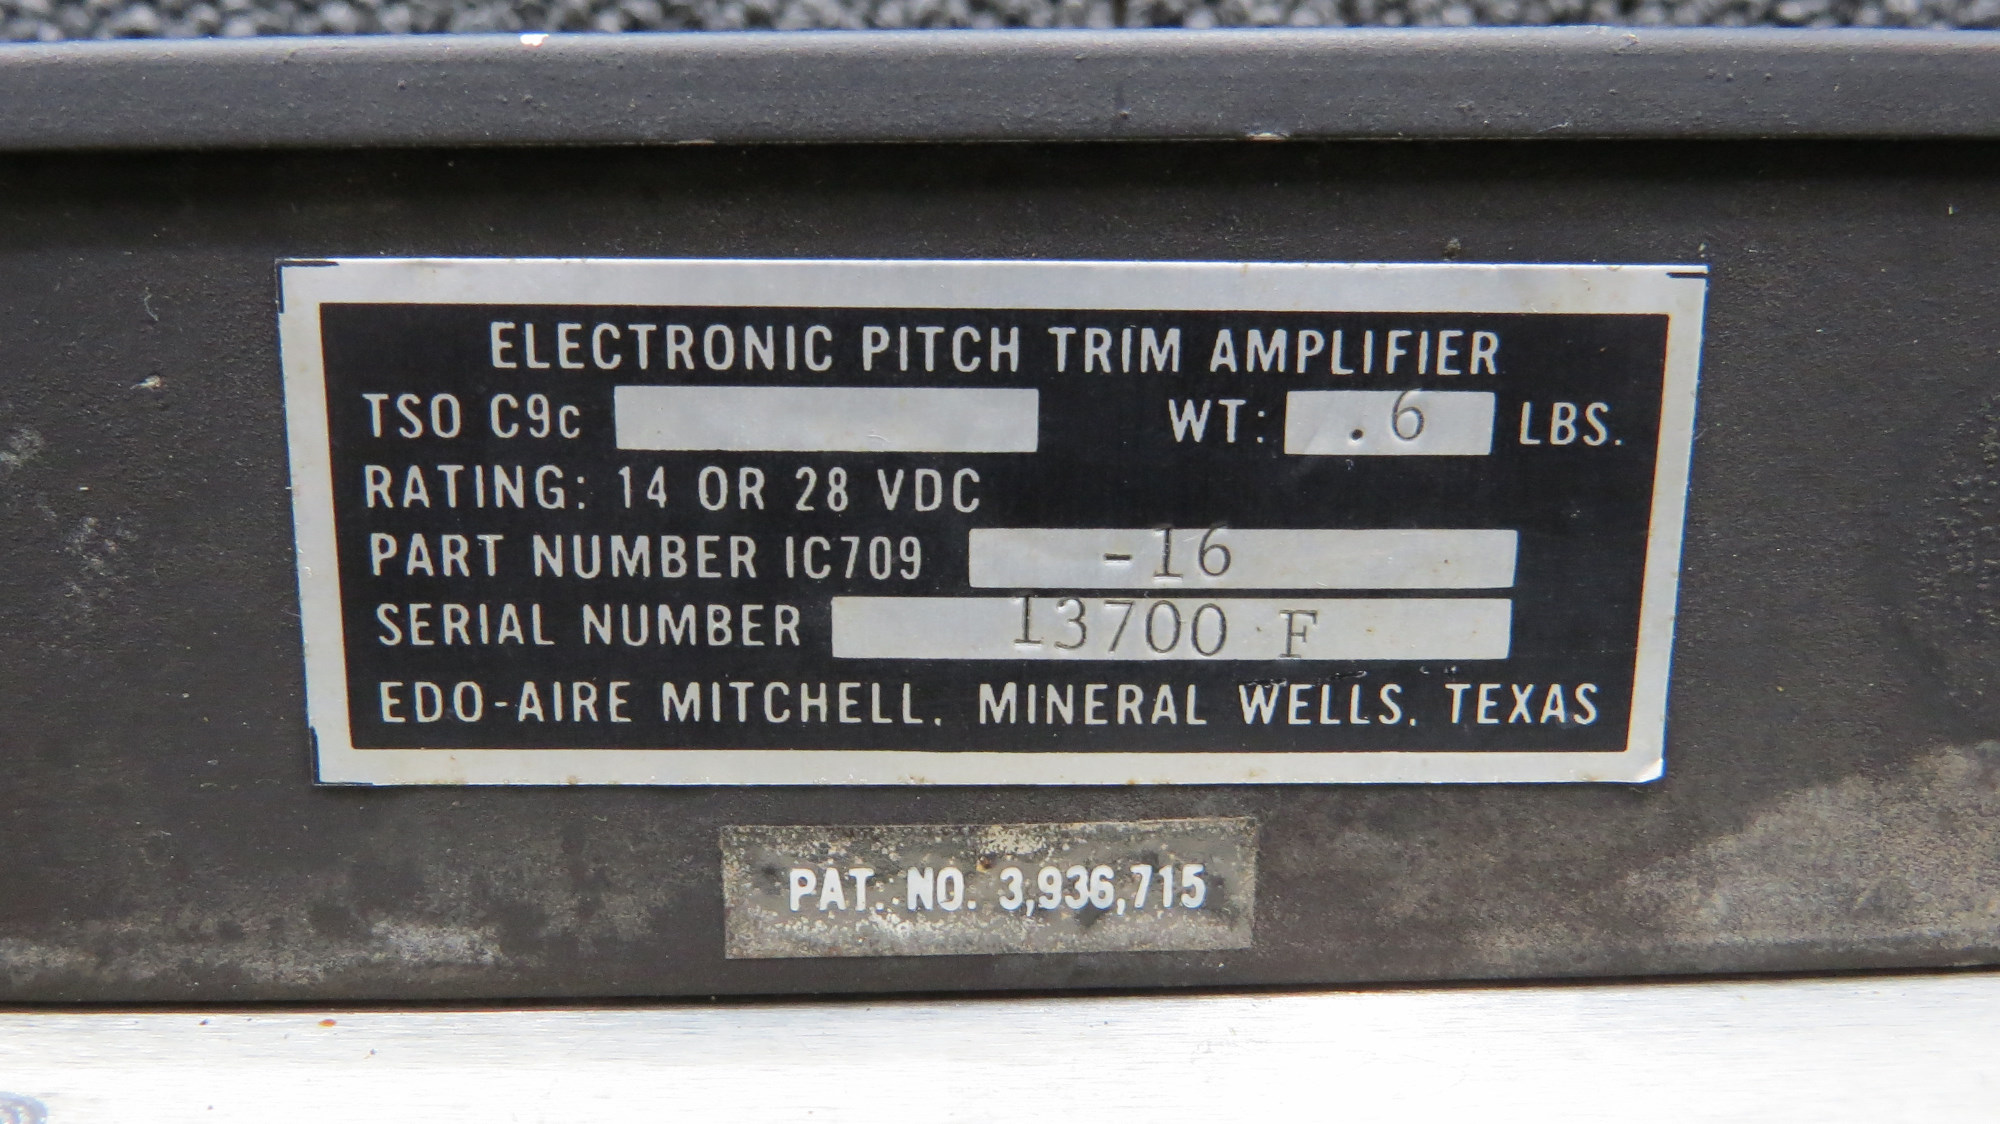 ELECTRONIC PITCH TRIM AMPLIFIER
TSO C9c WT: .6 LBS.
RATING: 14 OR 28 VDC
PART NUMBER IC709 -16
SERIAL NUMBER 13700 F
EDO-AIRE MITCHELL, MINERAL WELLS, TEXAS
PAT. NO. 3,936,715